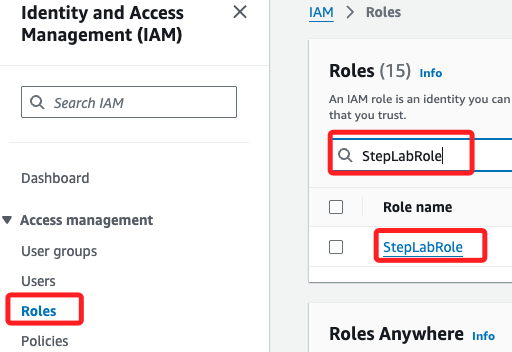 Identity and Access
Management (IAM)
Search IAM
Dashboard
Access management
User groups
Users
Roles
Policies
IAM > Roles
Roles (15) Info
An IAM role is an identity you can
that you trust.
StepLabRole
Role name
StepLabRole
Roles Anywhere Info